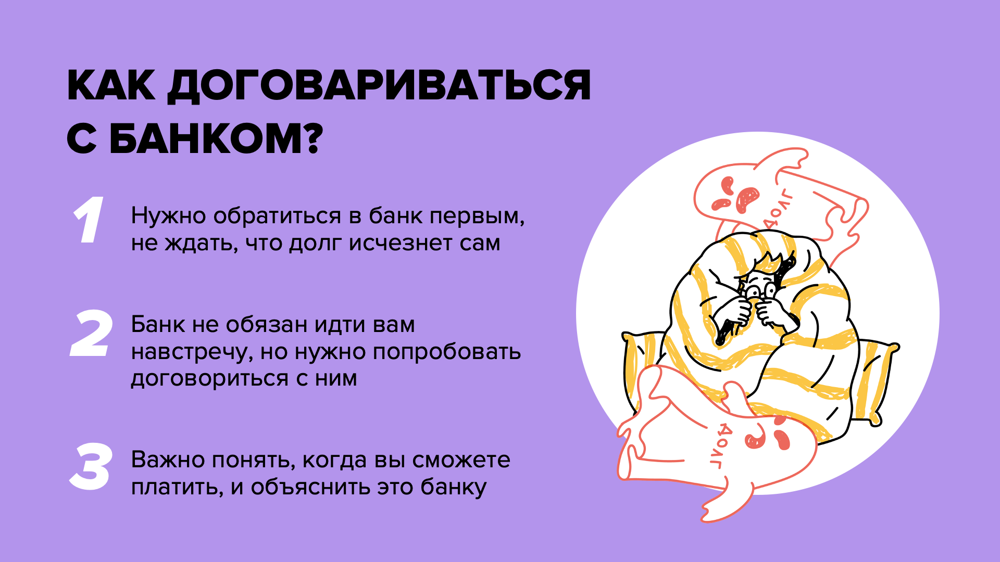 КАК ДОГОВАРИВАТЬСЯ
С БАНКОМ?
1
Нужно обратиться в банк первым,
не ждать, что долг исчезнет сам
2
Банк не обязан идти вам
навстречу, но нужно попробовать
договориться с ним
3
Важно понять, когда вы сможете
платить, и объяснить это банку
ДОЛГ
ДОЛГ